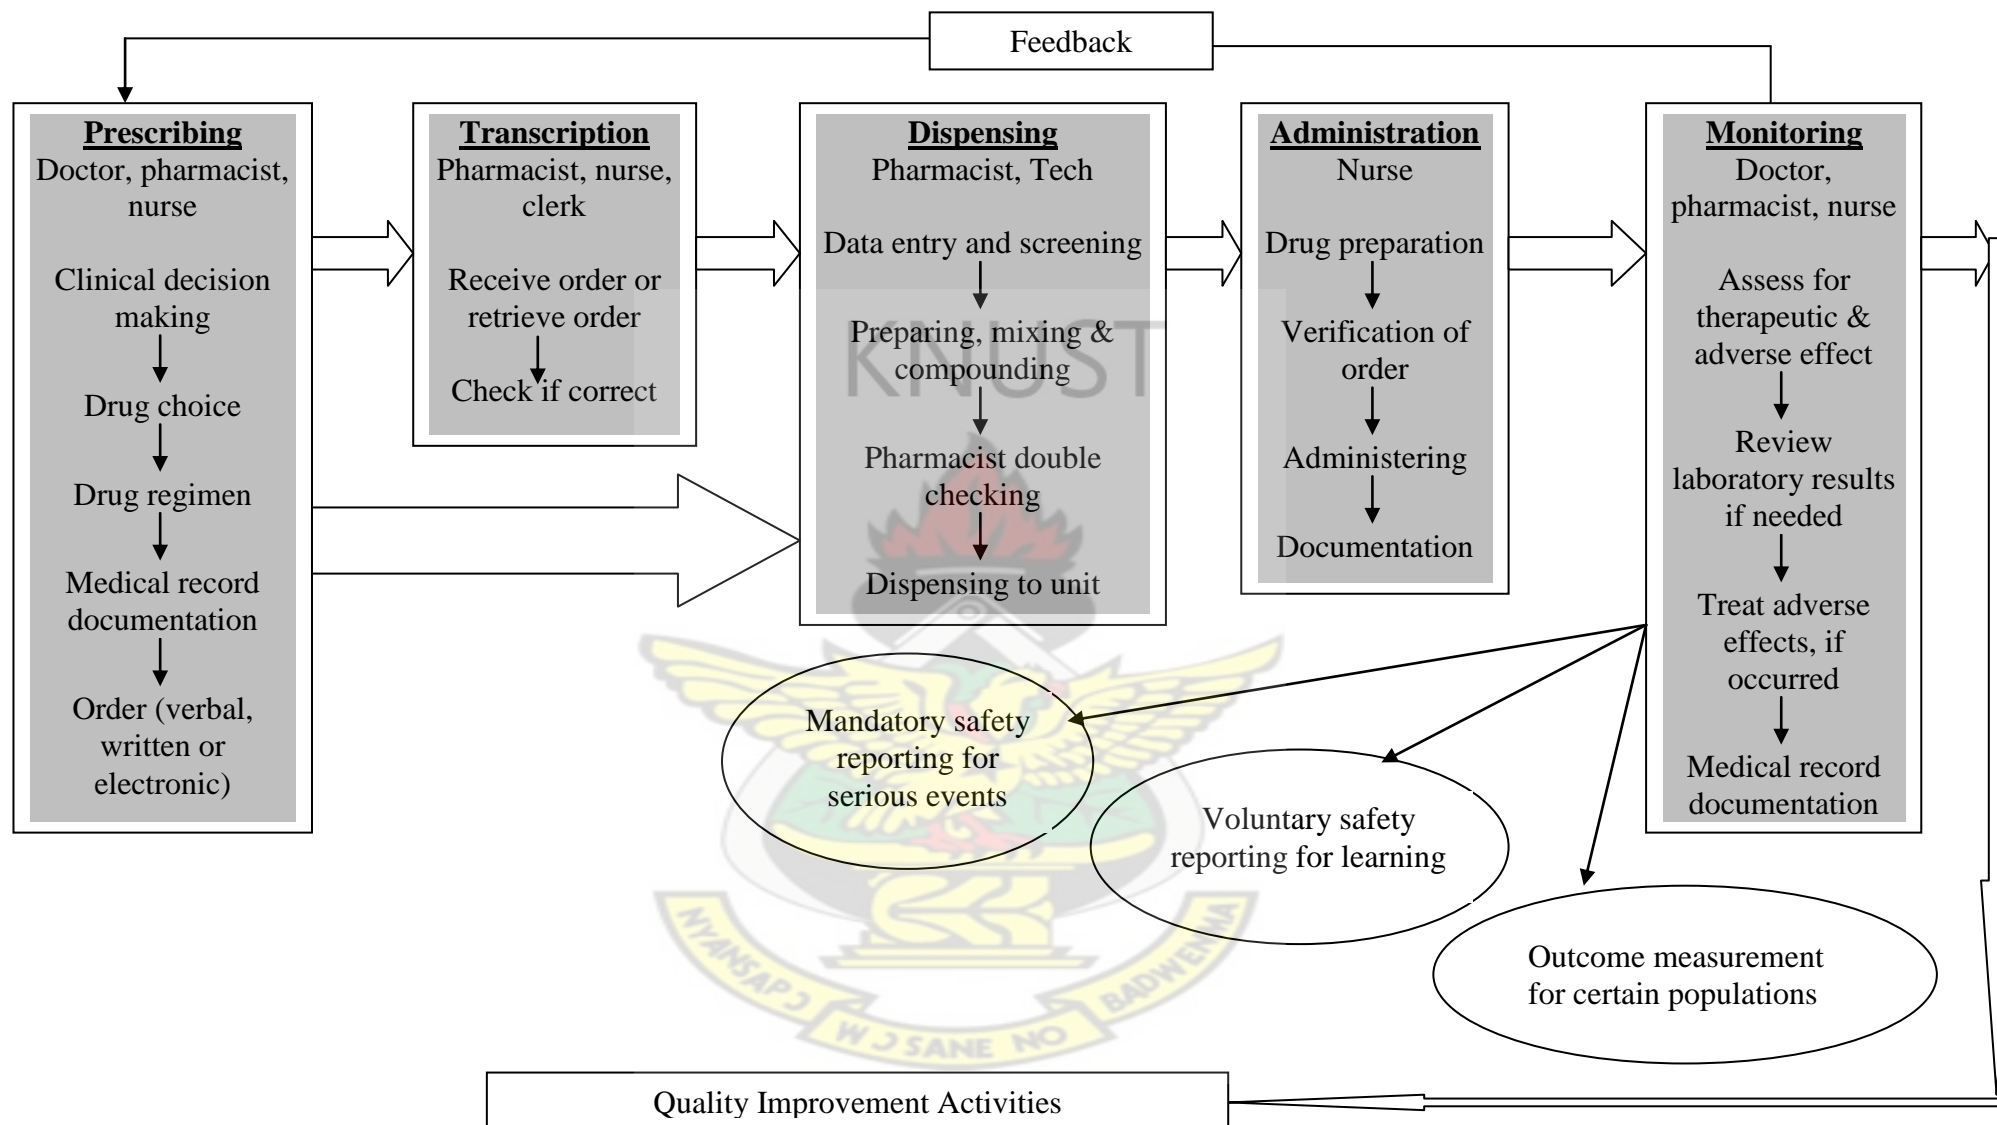 Feedback
Prescribing
Doctor, pharmacist,
nurse
Clinical decision
making
Drug choice
Drug regimen
Medical record
documentation
Order (verbal,
written or
electronic)
Transcription
Pharmacist, nurse,
clerk
Receive order or
retrieve order
Check if correct
Dispensing
Pharmacist, Tech
Data entry and screening
Preparing, mixing &
compounding
Pharmacist double
checking
Dispensing to unit
Administration
Nurse
Drug preparation
Verification of
order
Administering
Documentation
Monitoring
Doctor,
pharmacist, nurse
Assess for
therapeutic &
adverse effect
Review
laboratory results
if needed
Treat adverse
effects, if
occurred
Medical record
documentation
KNUST
Mandatory safety
reporting for
serious events
Voluntary safety
reporting for learning
Outcome measurement
for certain populations
NYANSAPƆ
WƆ SANE NO
BADWENMA
Quality Improvement Activities